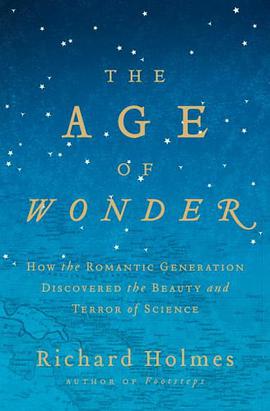 THE
AGE
OF
WONDER
HOW the ROMANTIC GENERATION
DISCOVERED the BEAUTY and
TERROR of SCIENCE
Richard Holmes
AUTHOR OF Footsteps